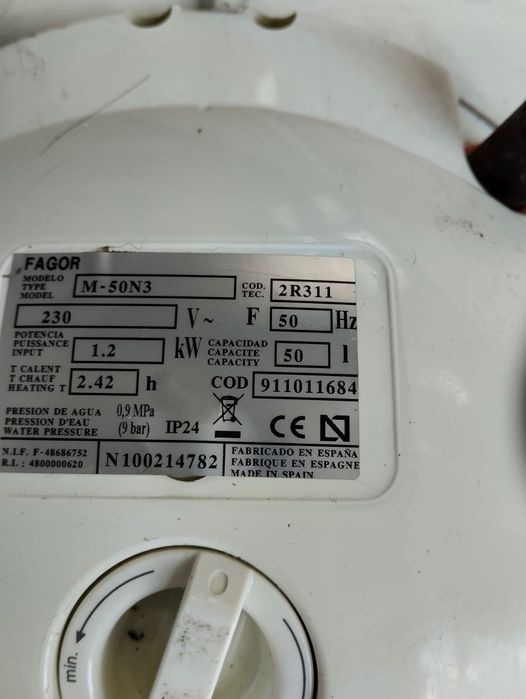 FAGOR
MODELO
TYPE
MODEL
M-50N3
COD.
TEC.
2R311
230 V~ F 50 Hz
POTENCIA
PUISSANCE
INPUT
1.2 kW
CAPACIDAD
CAPACITE
CAPACITY
50 l
T CALENT
T CHAUF
HEATING T
2.42 h
COD 911011684
PRESION DE AGUA
PRESSION D'EAU
WATER PRESSURE
0,9 MPa
(9 bar)
IP24
CE N
N.I.F. F-48686752
R.I. : 4800000620
N100214782
FABRICADO EN ESPAÑA
FABRIQUE EN ESPAGNE
MADE IN SPAIN
min.